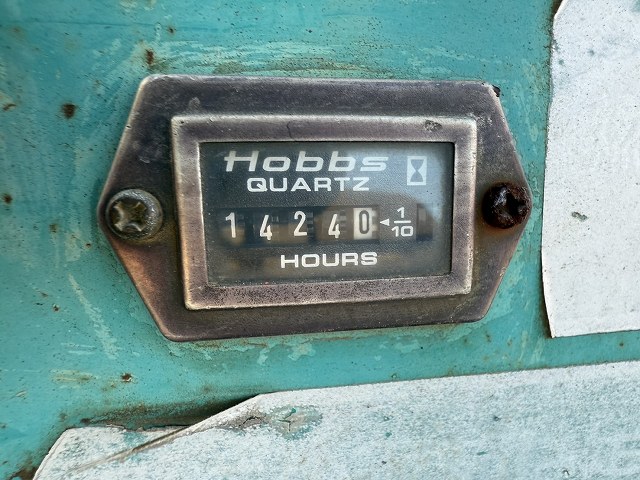 Hobbs
QUARTZ
1 4 2 4 0 ◄ 1/10
HOURS